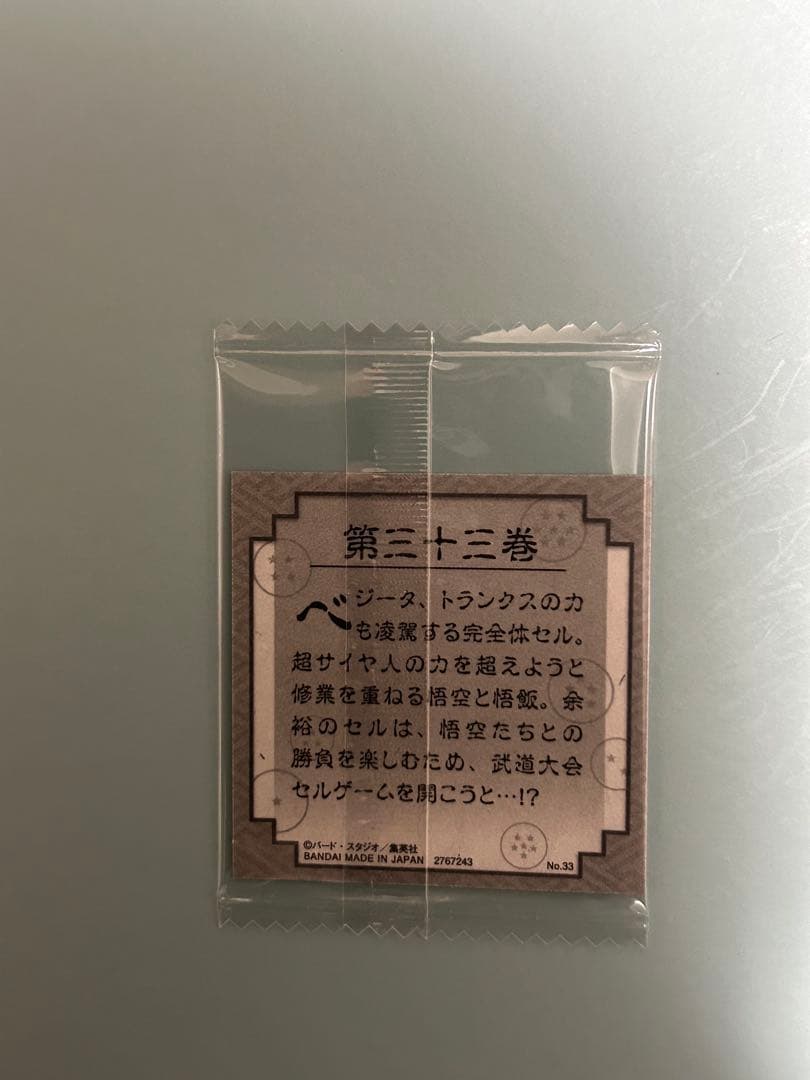 第三十三巻
ベジータ、トランクスの力
も凌駕する完全体セル。
超サイヤ人の力を超えようと
修業を重ねる悟空と悟飯。余
裕のセルは、悟空たちとの
勝負を楽しむため、武道大会
セルゲームを開こうと…!?
©バード・スタジオ／集英社
BANDAI MADE IN JAPAN 2767243
No.33